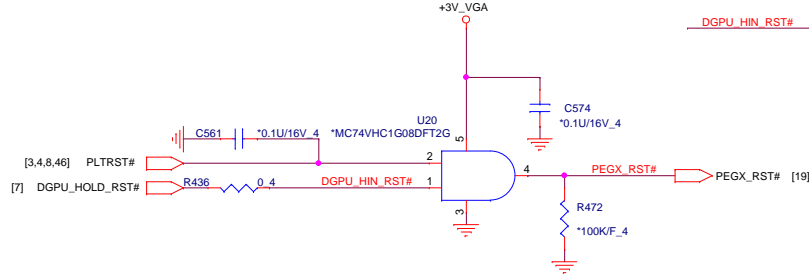 +3V_VGA
DGPU_HIN_RST#
C574
*0.1U/16V_4
U20
C561
*0.1U/16V_4
*MC74VHC1G08DFT2G
5
[3,4,8,46] PLTRST#
2
[7] DGPU_HOLD_RST#
R436
0_4
DGPU_HIN_RST#
1
4
PEGX_RST#
PEGX_RST# [19]
3
R472
*100K/F_4